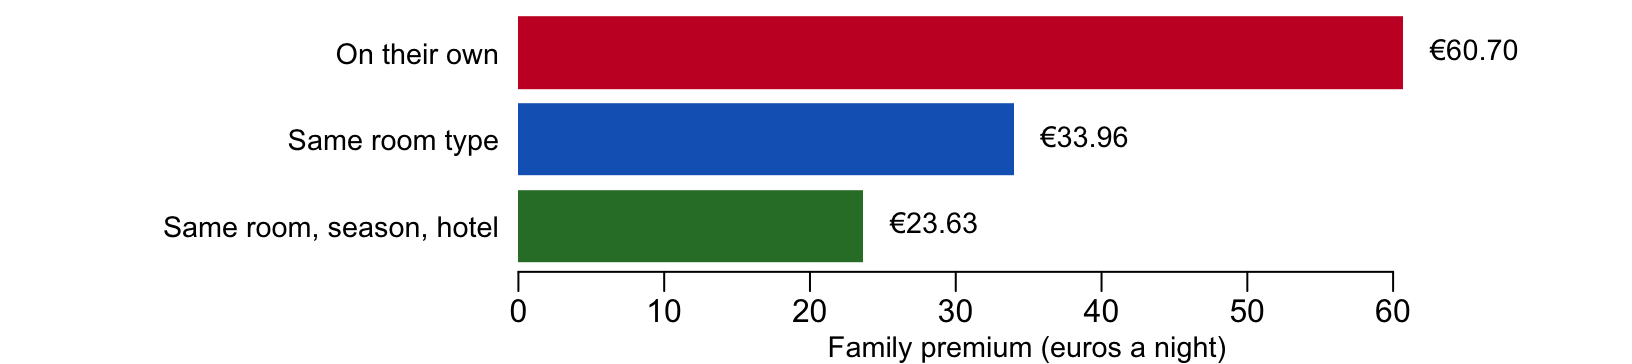 On their own €60.70
Same room type €33.96
Same room, season, hotel €23.63
0 10 20 30 40 50 60
Family premium (euros a night)